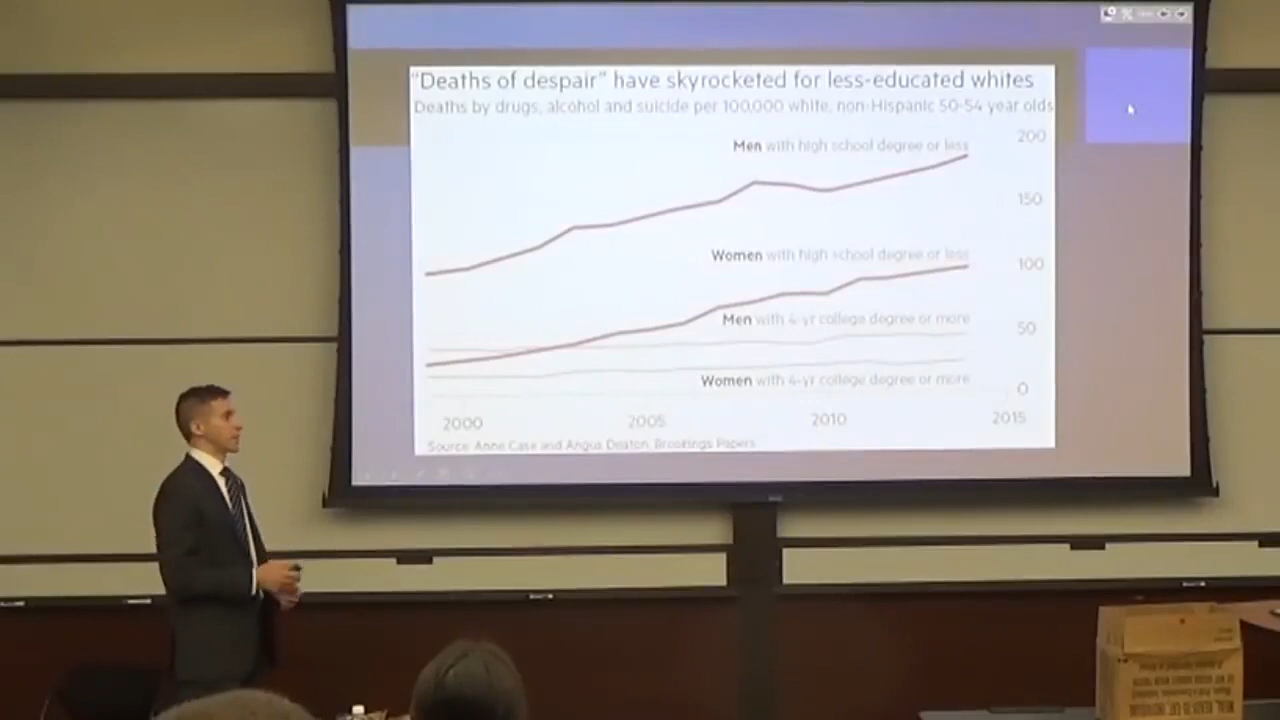 “Deaths of despair” have skyrocketed for less-educated whites
Deaths by drugs, alcohol and suicide per 100,000 white, non-Hispanic 50-54 year olds
200
Men with high school degree or less
150
Women with high school degree or less
100
Men with 4-yr college degree or more
50
Women with 4-yr college degree or more
0
2000 2005 2010 2015
Source: Anne Case and Angus Deaton, Brookings Papers